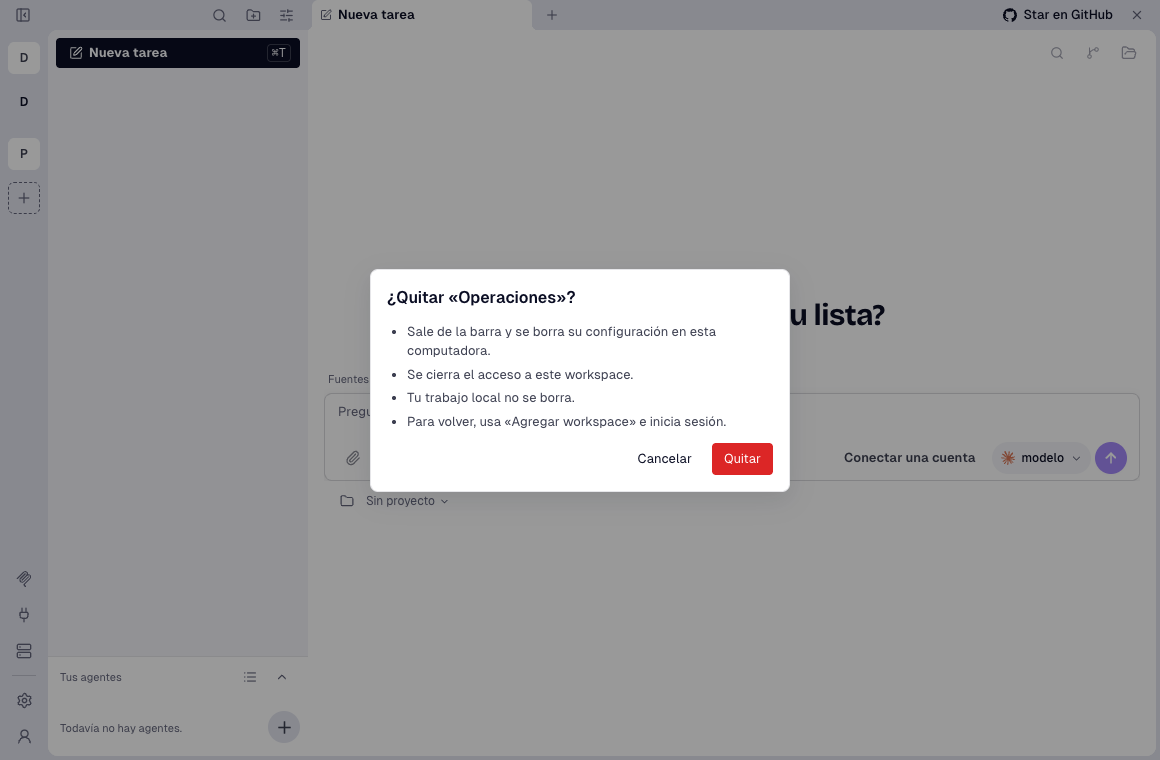 Nueva tarea
Star en GitHub
D
Nueva tarea
⌘T
D
P
¿Quitar «Operaciones»?
• Sale de la barra y se borra su configuración en esta
computadora.
• Se cierra el acceso a este workspace.
• Tu trabajo local no se borra.
• Para volver, usa «Agregar workspace» e inicia sesión.
Cancelar
Quitar
u lista?
Fuentes
Pregu
Conectar una cuenta
modelo
Sin proyecto
Tus agentes
Todavía no hay agentes.